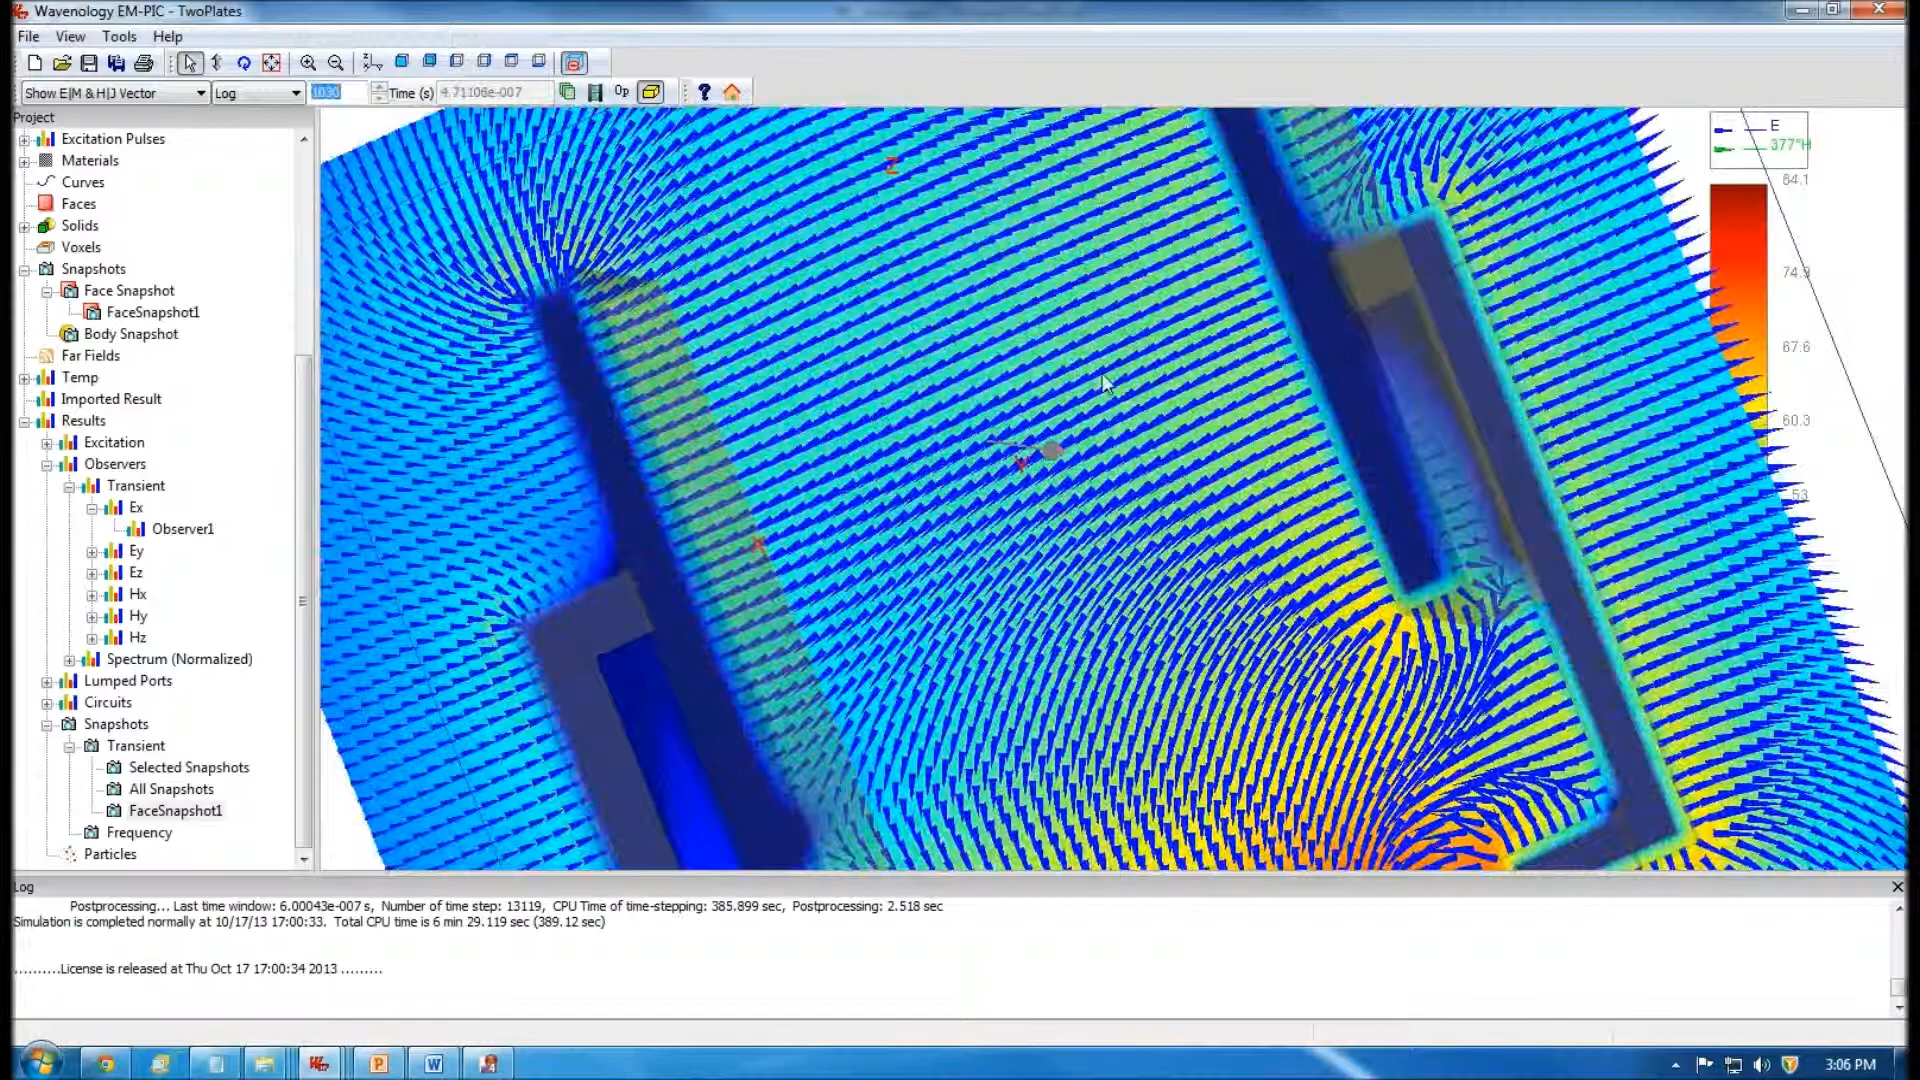 Wavenology EM-PIC - TwoPlates
File View Tools Help
Show E|M & H|J Vector Log 1030 Time (s) 4.71106e-007 0p ?
Project
Excitation Pulses
Materials
Curves
Faces
Solids
Voxels
Snapshots
Face Snapshot
FaceSnapshot1
Body Snapshot
Far Fields
Temp
Imported Result
Results
Excitation
Observers
Transient
Ex
Observer1
Ey
Ez
Hx
Hy
Hz
Spectrum (Normalized)
Lumped Ports
Circuits
Snapshots
Transient
Selected Snapshots
All Snapshots
FaceSnapshot1
Frequency
Particles
Z
Y
X
E
377*H
74.3
67.6
60.3
53
Log
Postprocessing... Last time window: 6.00043e-007 s, Number of time step: 13119, CPU Time of time-stepping: 385.899 sec, Postprocessing: 2.518 sec
Simulation is completed normally at 10/17/13 17:00:33. Total CPU time is 6 min 29.119 sec (389.12 sec)
..........License is released at Thu Oct 17 17:00:34 2013 .........
3:06 PM